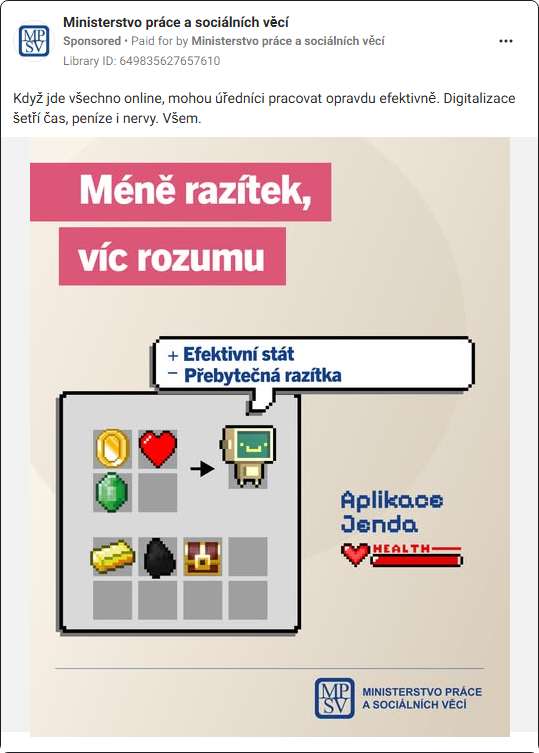 Ministerstvo práce a sociálních věcí
Sponsored • Paid for by Ministerstvo práce a sociálních věcí
Library ID: 649835627657610
Když jde všechno online, mohou úředníci pracovat opravdu efektivně. Digitalizace
šetří čas, peníze i nervy. Všem.
Méně razítek,
víc rozumu
+ Efektivní stát
− Přebytečná razítka
Aplikace
Jenda
HEALTH
MP
SV
MINISTERSTVO PRÁCE
A SOCIÁLNÍCH VĚCÍ